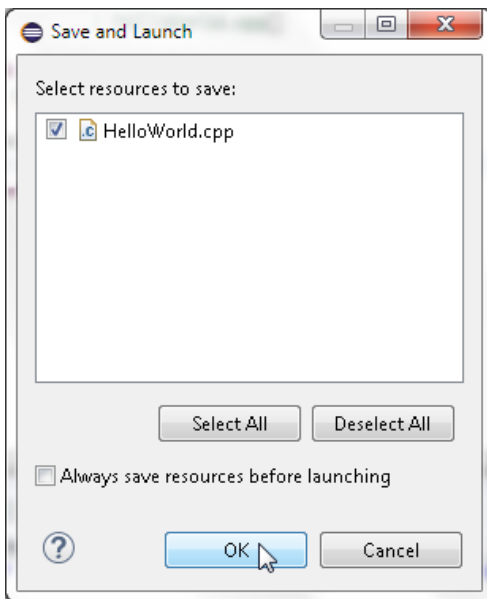 Save and Launch
Select resources to save:
.c HelloWorld.cpp
Select All Deselect All
Always save resources before launching
? OK Cancel